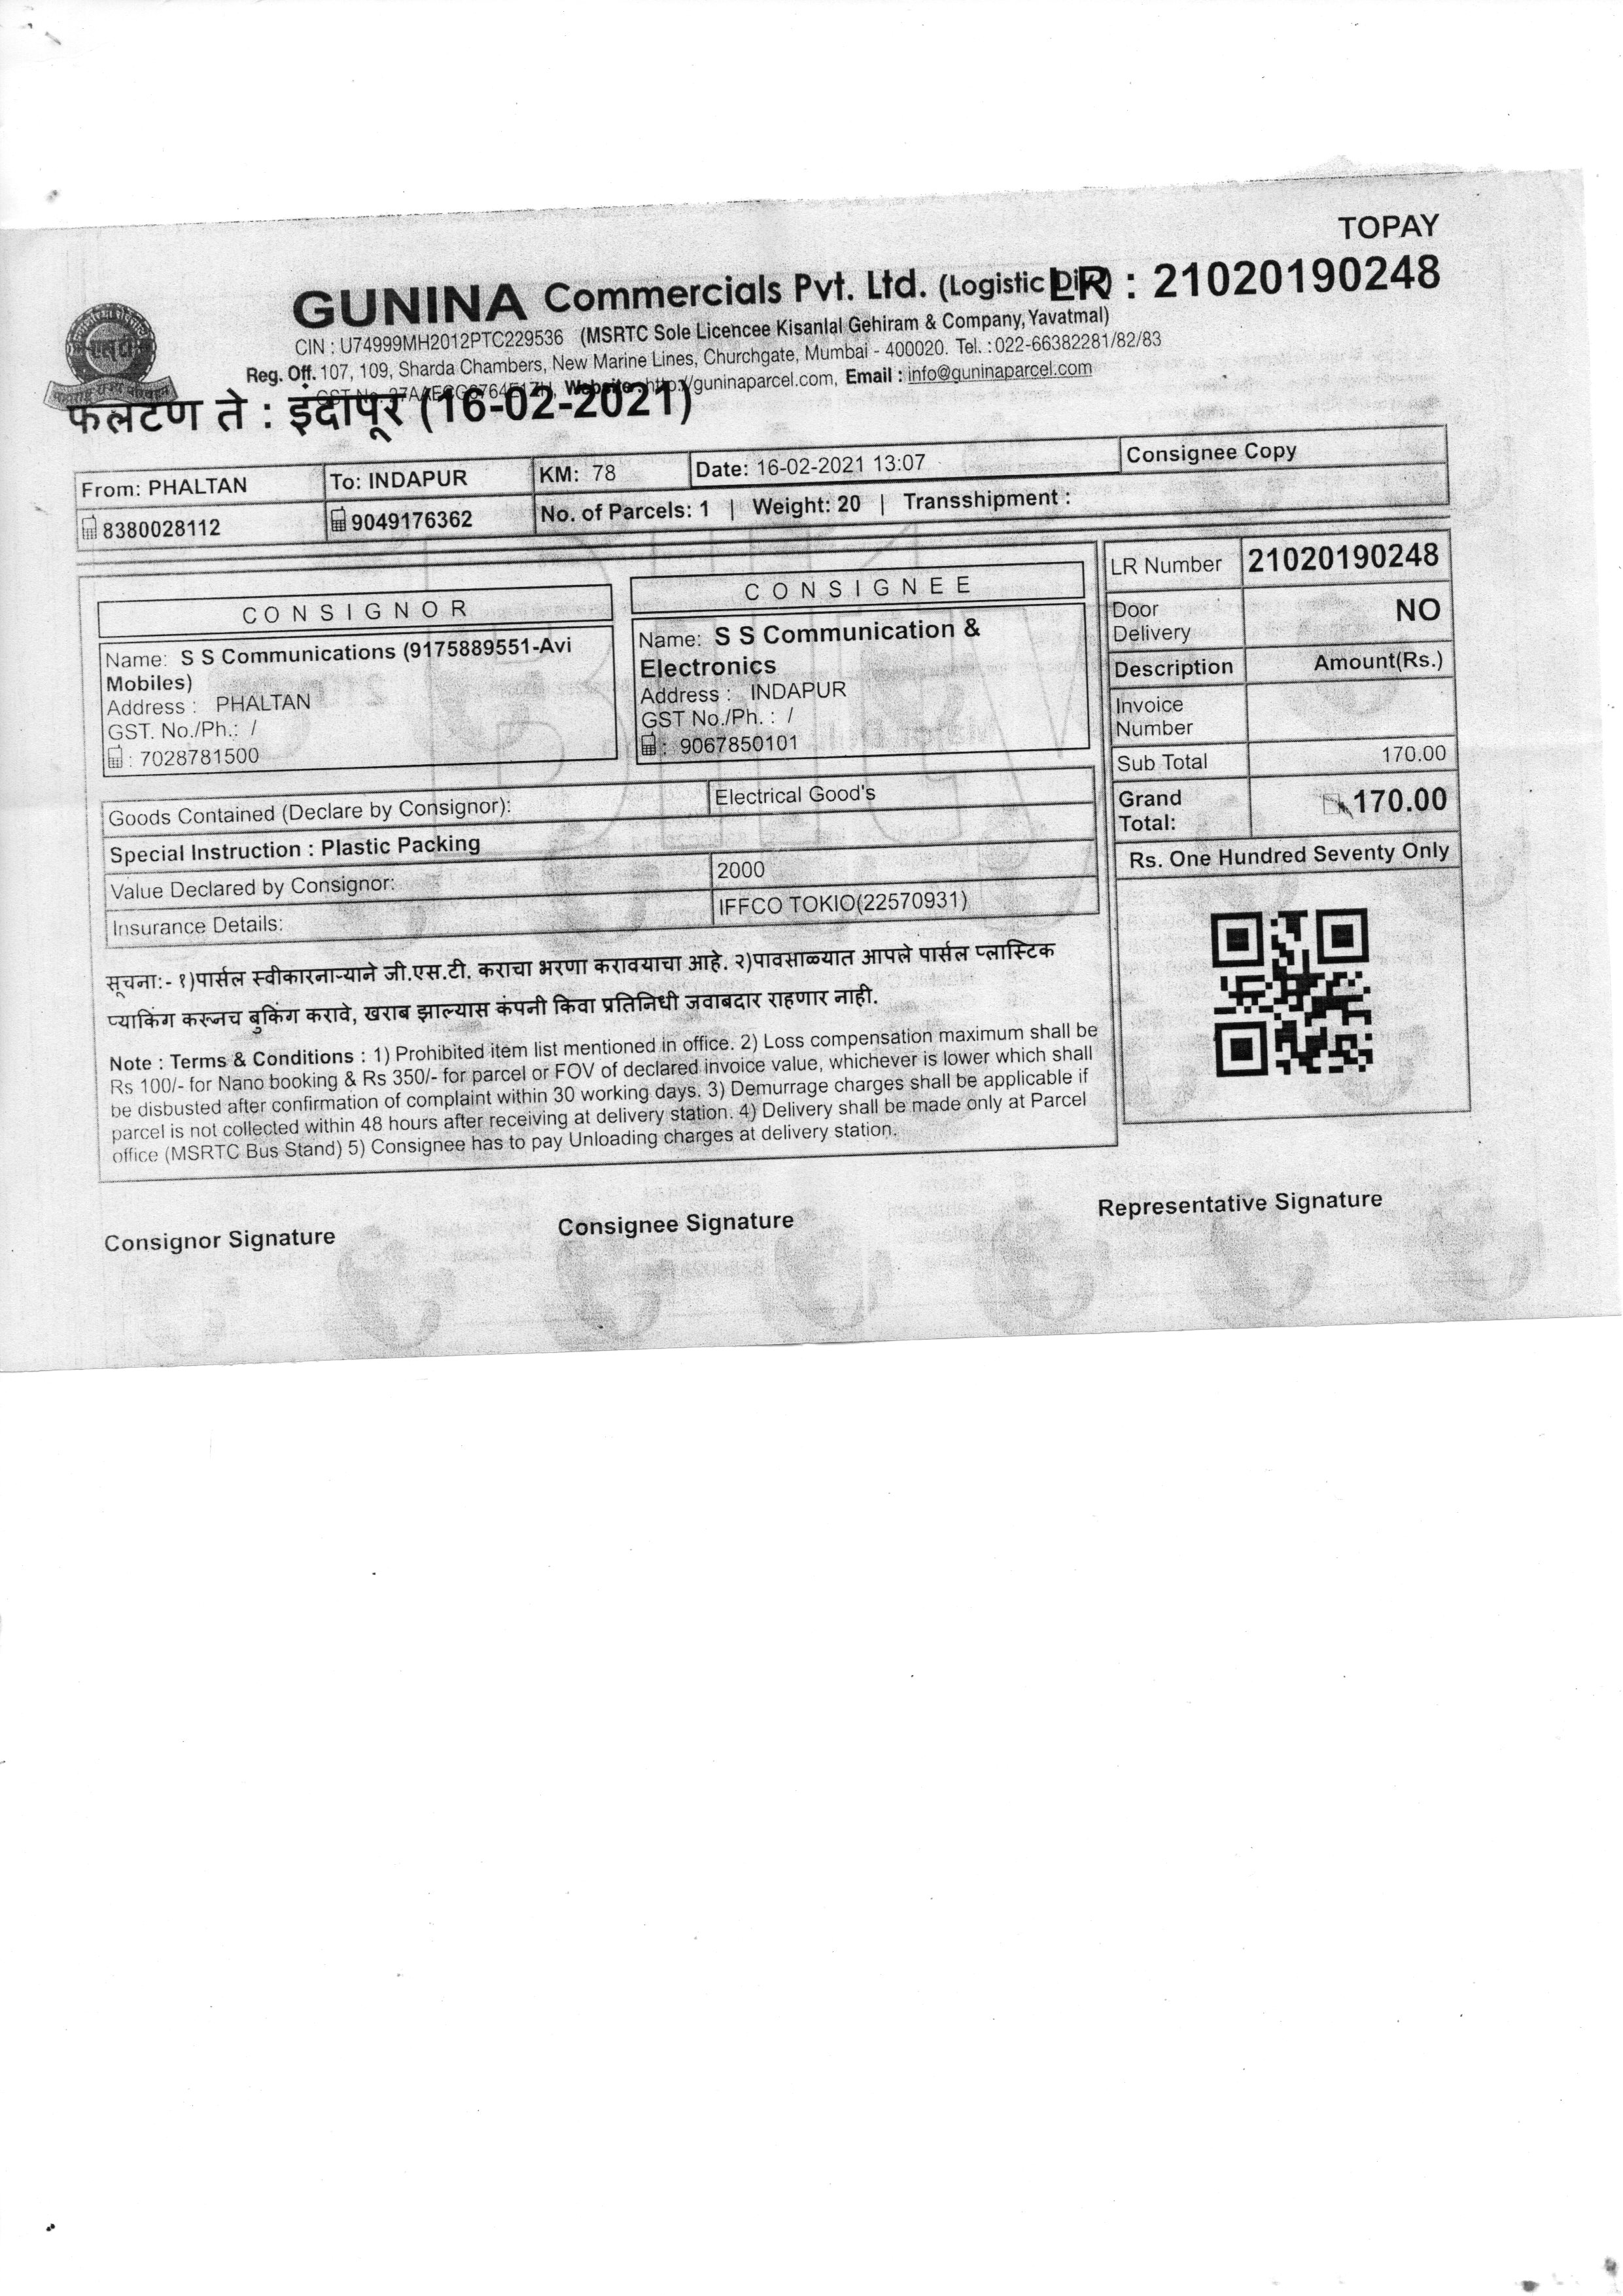 TOPAY
GUNINA Commercials Pvt. Ltd. (Logistic
LR : 21020190248
CIN : U74999MH2012PTC229536 (MSRTC Sole Licencee Kisanlal Gehiram & Company, Yavatmal)
Reg. Off. 107, 109, Sharda Chambers, New Marine Lines, Churchgate, Mumbai - 400020. Tel. : 022-66382281/82/83
Website : http://guninaparcel.com, Email : info@guninaparcel.com
फलटण ते : इंदापूर (16-02-2021)
From: PHALTAN To: INDAPUR KM: 78 Date: 16-02-2021 13:07 Consignee Copy
8380028112 9049176362 No. of Parcels: 1 | Weight: 20 | Transshipment :
CONSIGNOR
Name: S S Communications (9175889551-Avi
Mobiles)
Address : PHALTAN
GST. No./Ph.: /
: 7028781500
CONSIGNEE
Name: S S Communication &
Electronics
Address : INDAPUR
GST No./Ph. : /
: 9067850101
LR Number 21020190248
Door
Delivery NO
Description Amount(Rs.)
Invoice
Number
Sub Total 170.00
Grand
Total: 170.00
Rs. One Hundred Seventy Only
Goods Contained (Declare by Consignor): Electrical Good's
Special Instruction : Plastic Packing
Value Declared by Consignor: 2000
Insurance Details: IFFCO TOKIO(22570931)
सूचना:- १)पार्सल स्वीकारनाऱ्याने जी.एस.टी. कराचा भरणा करावयाचा आहे. २)पावसाळ्यात आपले पार्सल प्लास्टिक
प्याकिंग करूनच बुकिंग करावे, खराब झाल्यास कंपनी किंवा प्रतिनिधी जवाबदार राहणार नाही.
Note : Terms & Conditions : 1) Prohibited item list mentioned in office. 2) Loss compensation maximum shall be
Rs 100/- for Nano booking & Rs 350/- for parcel or FOV of declared invoice value, whichever is lower which shall
be disbusted after confirmation of complaint within 30 working days. 3) Demurrage charges shall be applicable if
parcel is not collected within 48 hours after receiving at delivery station. 4) Delivery shall be made only at Parcel
office (MSRTC Bus Stand) 5) Consignee has to pay Unloading charges at delivery station.
Consignor Signature Consignee Signature Representative Signature